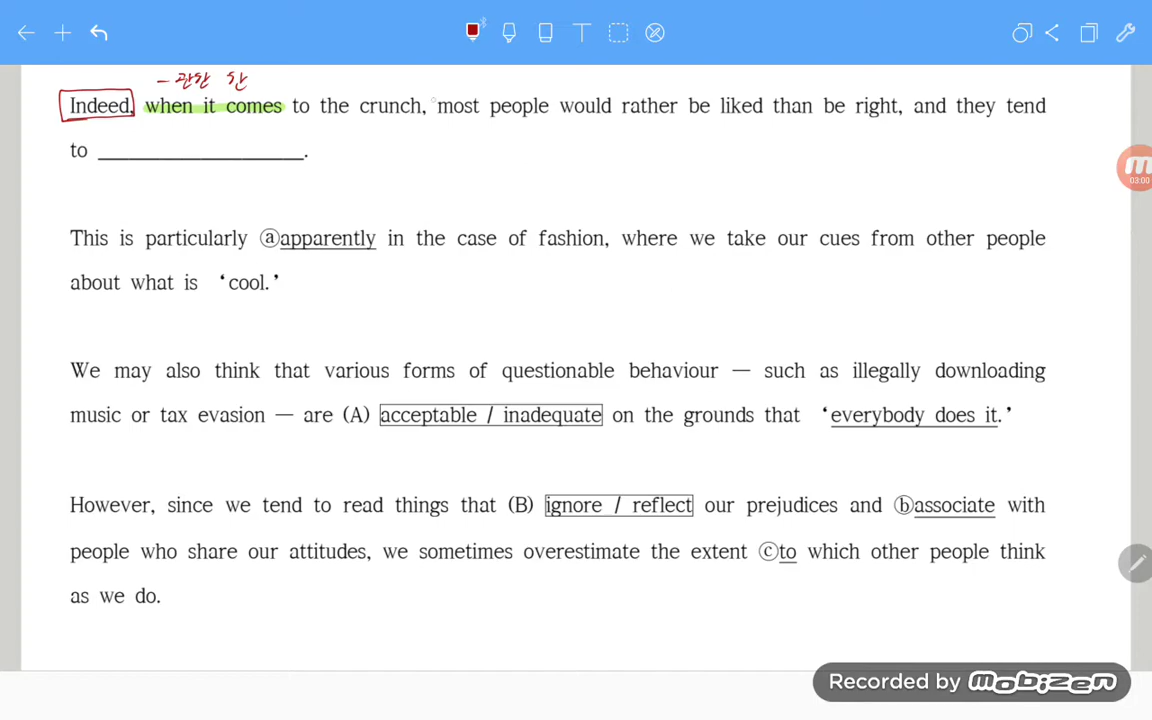 - 관한 한
Indeed, when it comes to the crunch, most people would rather be liked than be right, and they tend
to ____________________.
This is particularly ⓐapparently in the case of fashion, where we take our cues from other people
about what is ‘cool.’
We may also think that various forms of questionable behaviour — such as illegally downloading
music or tax evasion — are (A) acceptable / inadequate on the grounds that ‘everybody does it.’
However, since we tend to read things that (B) ignore / reflect our prejudices and ⓑassociate with
people who share our attitudes, we sometimes overestimate the extent ⓒto which other people think
as we do.
03:00
Recorded by mobizen